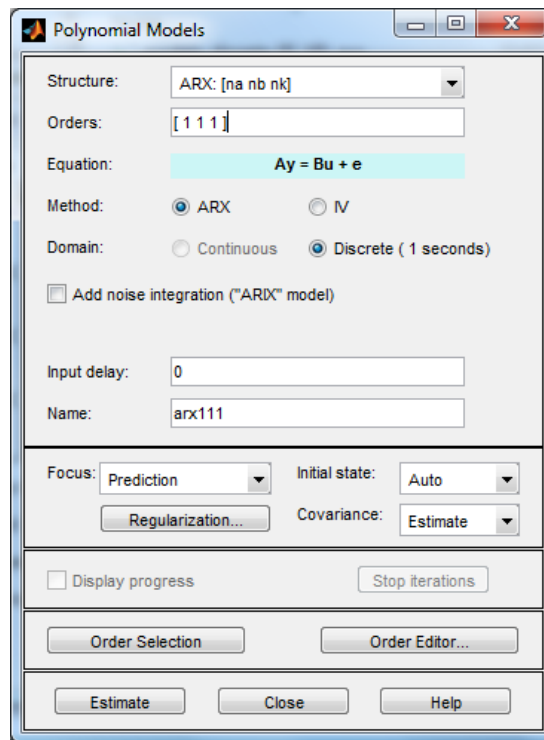 Polynomial Models
Structure: ARX: [na nb nk]
Orders: [ 1 1 1 ]
Equation: Ay = Bu + e
Method: ARX IV
Domain: Continuous Discrete ( 1 seconds)
Add noise integration ("ARIX" model)
Input delay: 0
Name: arx111
Focus: Prediction Initial state: Auto
Regularization... Covariance: Estimate
Display progress Stop iterations
Order Selection Order Editor...
Estimate Close Help